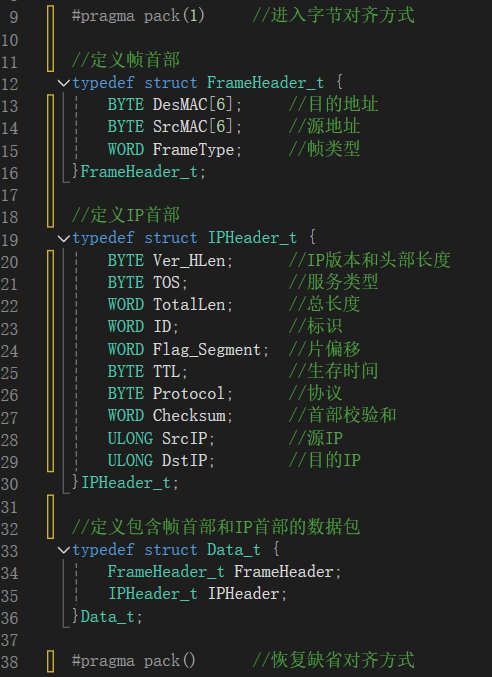 9 #pragma pack(1) //进入字节对齐方式
10
11 //定义帧首部
12 typedef struct FrameHeader_t {
13 BYTE DesMAC[6]; //目的地址
14 BYTE SrcMAC[6]; //源地址
15 WORD FrameType; //帧类型
16 }FrameHeader_t;
17
18 //定义IP首部
19 typedef struct IPHeader_t {
20 BYTE Ver_HLen; //IP版本和头部长度
21 BYTE TOS; //服务类型
22 WORD TotalLen; //总长度
23 WORD ID; //标识
24 WORD Flag_Segment; //片偏移
25 BYTE TTL; //生存时间
26 BYTE Protocol; //协议
27 WORD Checksum; //首部校验和
28 ULONG SrcIP; //源IP
29 ULONG DstIP; //目的IP
30 }IPHeader_t;
31
32 //定义包含帧首部和IP首部的数据包
33 typedef struct Data_t {
34 FrameHeader_t FrameHeader;
35 IPHeader_t IPHeader;
36 }Data_t;
37
38 #pragma pack() //恢复缺省对齐方式